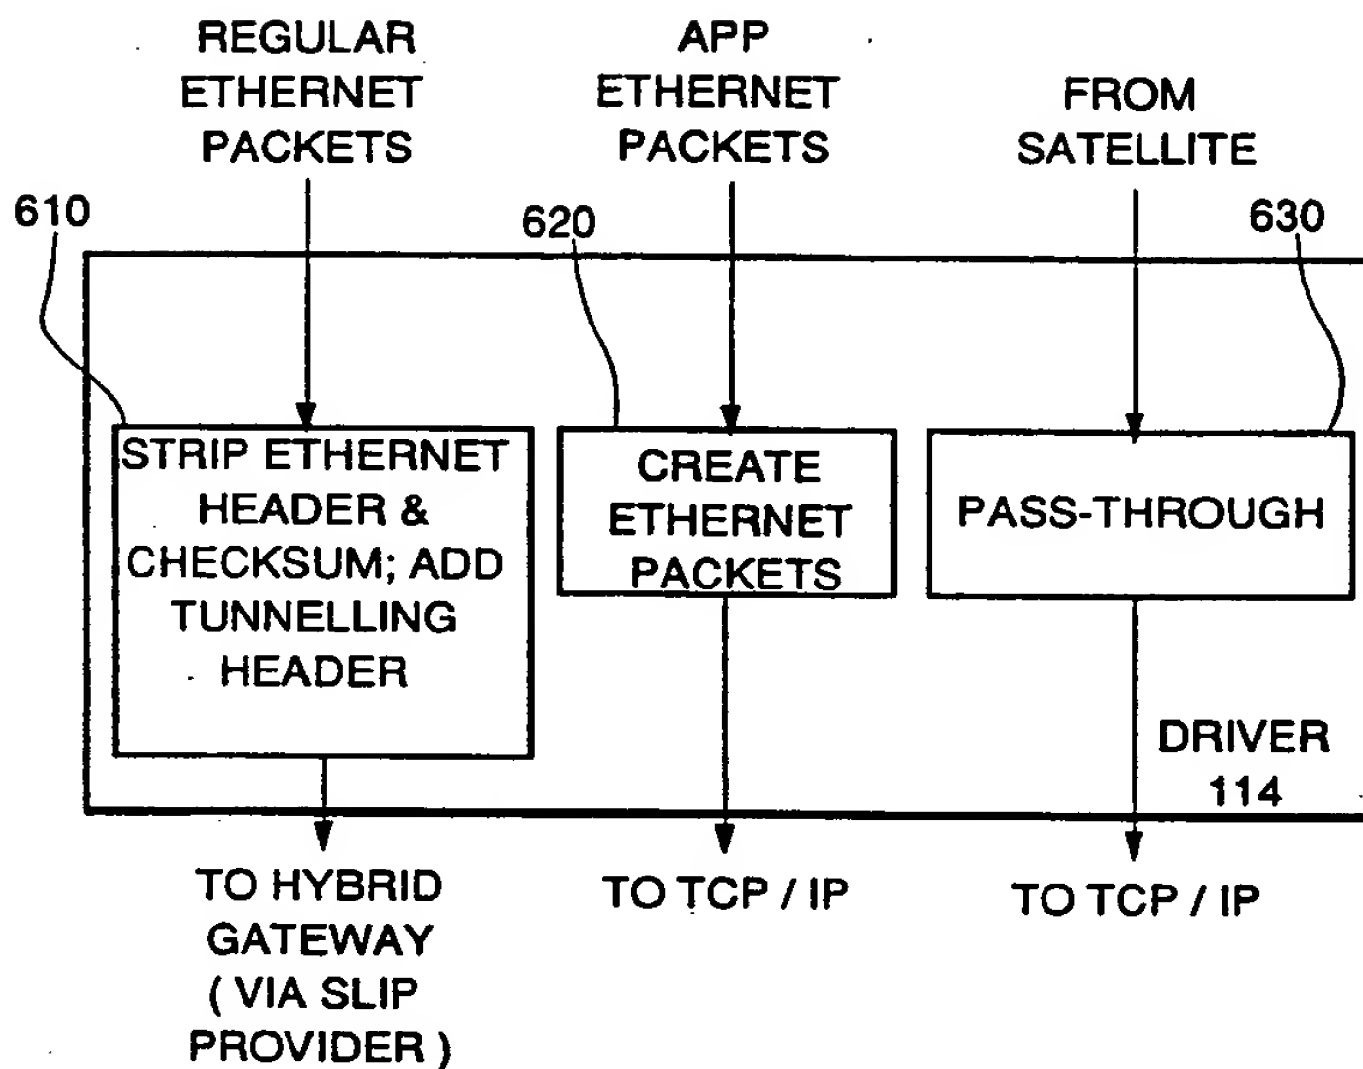 REGULAR
ETHERNET
PACKETS
APP
ETHERNET
PACKETS
FROM
SATELLITE
610
620
630
STRIP ETHERNET
HEADER &
CHECKSUM; ADD
TUNNELLING
HEADER
CREATE
ETHERNET
PACKETS
PASS-THROUGH
DRIVER
114
TO HYBRID
GATEWAY
( VIA SLIP
PROVIDER )
TO TCP / IP
TO TCP / IP